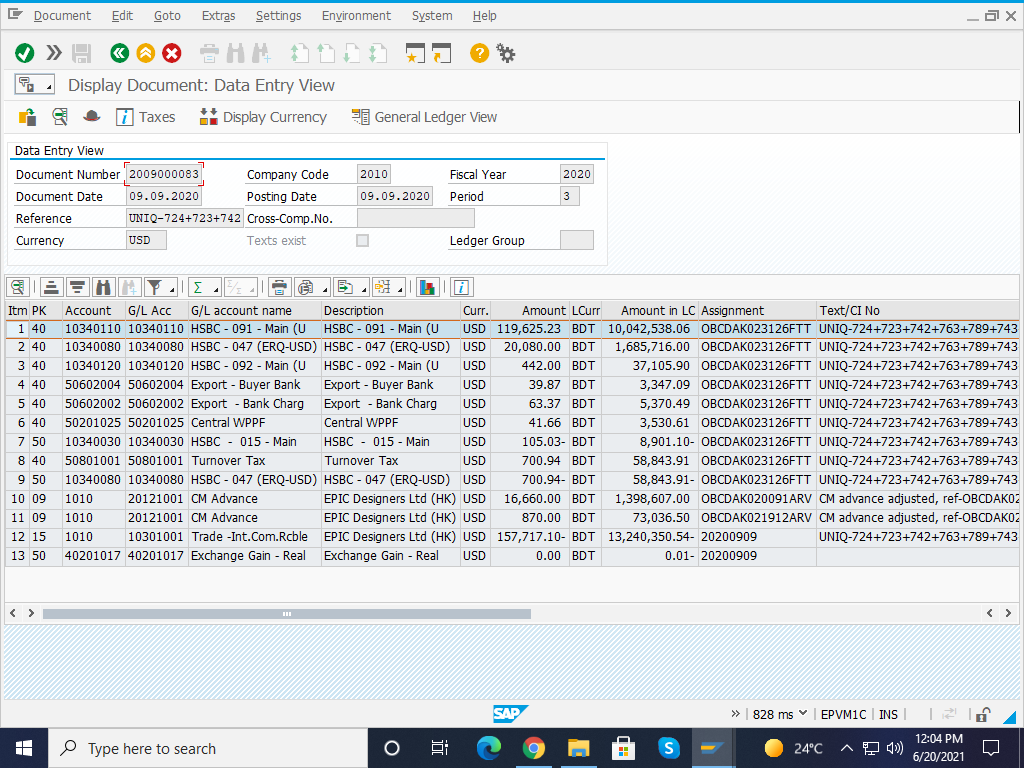 Document Edit Goto Extras Settings Environment System Help
Display Document: Data Entry View
Taxes Display Currency General Ledger View
Data Entry View
Document Number 2009000083 Company Code 2010 Fiscal Year 2020
Document Date 09.09.2020 Posting Date 09.09.2020 Period 3
Reference UNIQ-724+723+742 Cross-Comp.No.
Currency USD Texts exist Ledger Group
Itm PK Account G/L Acc G/L account name Description Curr. Amount LCurr Amount in LC Assignment Text/CI No
1 40 10340110 10340110 HSBC - 091 - Main (U HSBC - 091 - Main (U USD 119,625.23 BDT 10,042,538.06 OBCDAK023126FTT UNIQ-724+723+742+763+789+743
2 40 10340080 10340080 HSBC - 047 (ERQ-USD) HSBC - 047 (ERQ-USD) USD 20,080.00 BDT 1,685,716.00 OBCDAK023126FTT UNIQ-724+723+742+763+789+743
3 40 10340120 10340120 HSBC - 092 - Main (U HSBC - 092 - Main (U USD 442.00 BDT 37,105.90 OBCDAK023126FTT UNIQ-724+723+742+763+789+743
4 40 50602004 50602004 Export - Buyer Bank Export - Buyer Bank USD 39.87 BDT 3,347.09 OBCDAK023126FTT UNIQ-724+723+742+763+789+743
5 40 50602002 50602002 Export - Bank Charg Export - Bank Charg USD 63.37 BDT 5,370.49 OBCDAK023126FTT UNIQ-724+723+742+763+789+743
6 40 50201025 50201025 Central WPPF Central WPPF USD 41.66 BDT 3,530.61 OBCDAK023126FTT UNIQ-724+723+742+763+789+743
7 50 10340030 10340030 HSBC - 015 - Main HSBC - 015 - Main USD 105.03- BDT 8,901.10- OBCDAK023126FTT UNIQ-724+723+742+763+789+743
8 40 50801001 50801001 Turnover Tax Turnover Tax USD 700.94 BDT 58,843.91 OBCDAK023126FTT UNIQ-724+723+742+763+789+743
9 50 10340080 10340080 HSBC - 047 (ERQ-USD) HSBC - 047 (ERQ-USD) USD 700.94- BDT 58,843.91- OBCDAK023126FTT UNIQ-724+723+742+763+789+743
10 09 1010 20121001 CM Advance EPIC Designers Ltd (HK) USD 16,660.00 BDT 1,398,607.00 OBCDAK020091ARV CM advance adjusted, ref-OBCDAK02
11 09 1010 20121001 CM Advance EPIC Designers Ltd (HK) USD 870.00 BDT 73,036.50 OBCDAK021912ARV CM advance adjusted, ref-OBCDAK02
12 15 1010 10301001 Trade -Int.Com.Rcble EPIC Designers Ltd (HK) USD 157,717.10- BDT 13,240,350.54- 20200909 UNIQ-724+723+742+763+789+743
13 50 40201017 40201017 Exchange Gain - Real Exchange Gain - Real USD 0.00 BDT 0.01- 20200909
SAP 828 ms EPVM1C INS
Type here to search 24°C 12:04 PM
6/20/2021